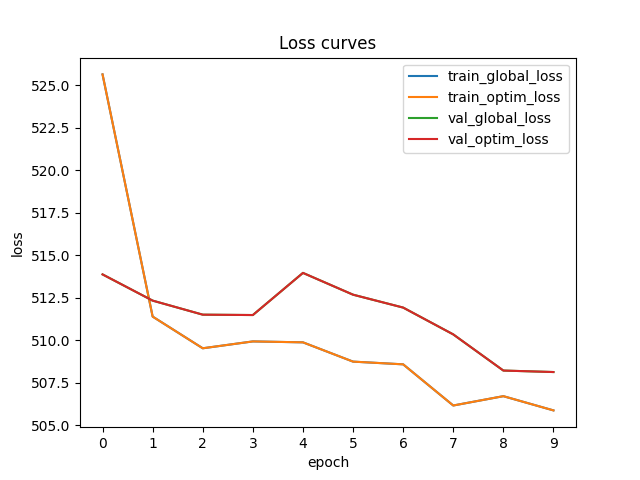 Loss curves
train_global_loss
train_optim_loss
val_global_loss
val_optim_loss
525.0
522.5
520.0
517.5
515.0
512.5
510.0
507.5
505.0
loss
0 1 2 3 4 5 6 7 8 9
epoch